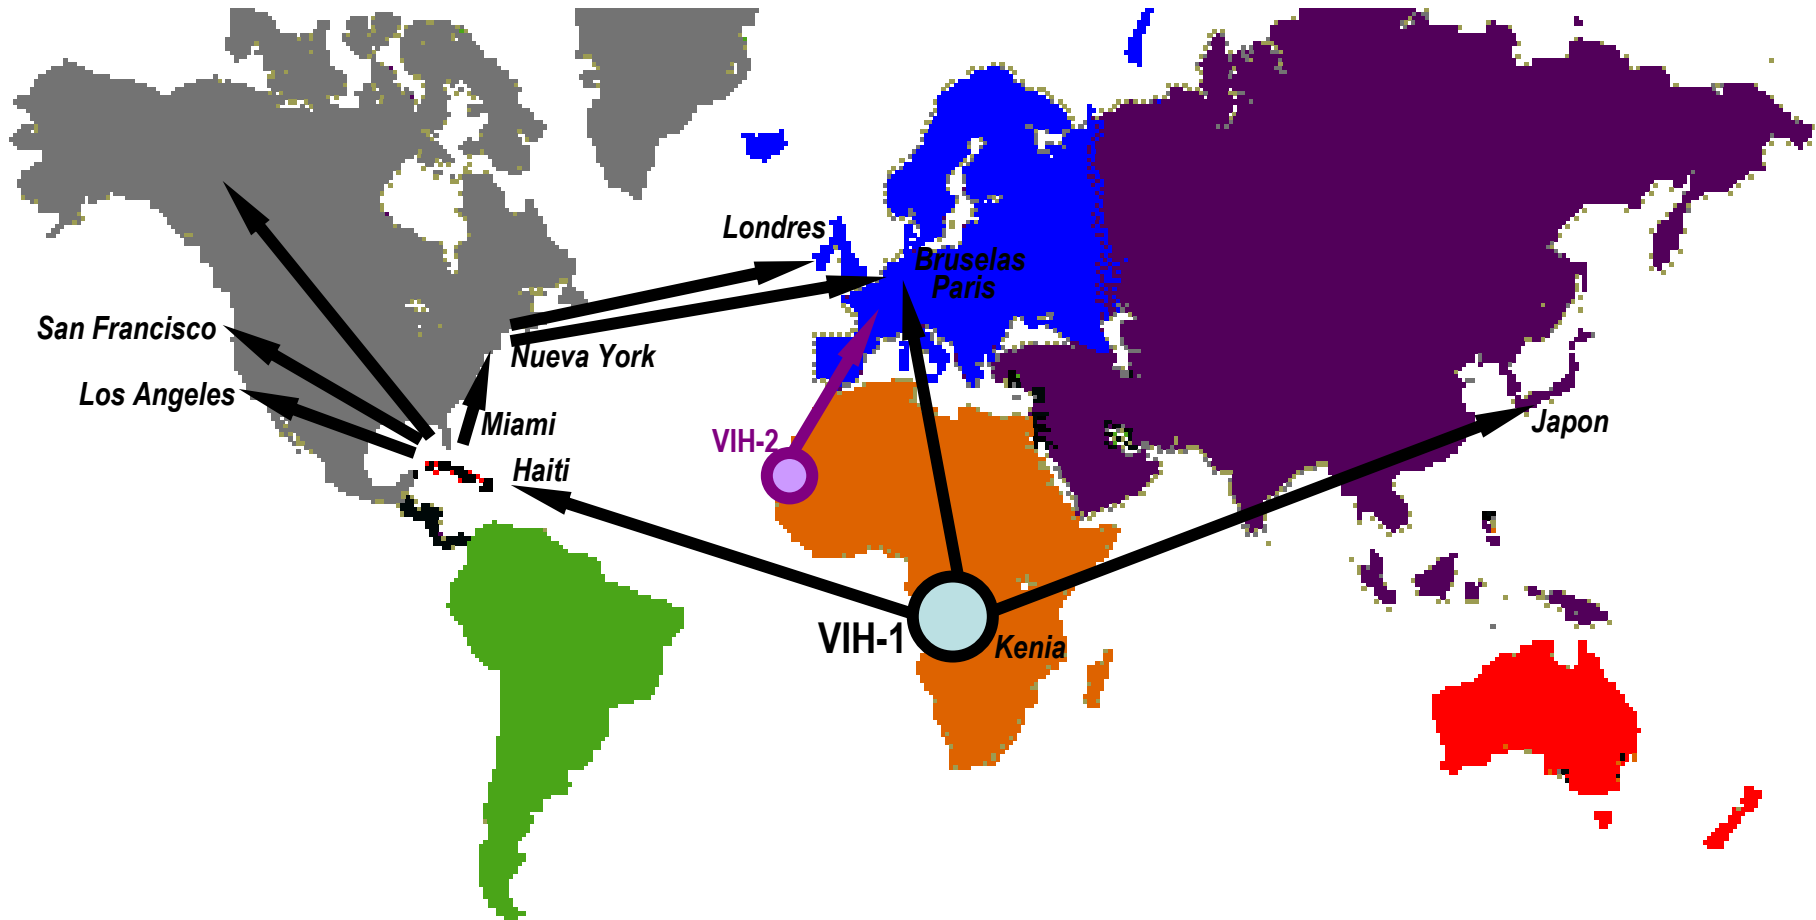 Londres
Bruselas
Paris
San Francisco
Nueva York
Los Angeles
Miami
Japon
VIH-2
Haiti
VIH-1
Kenia